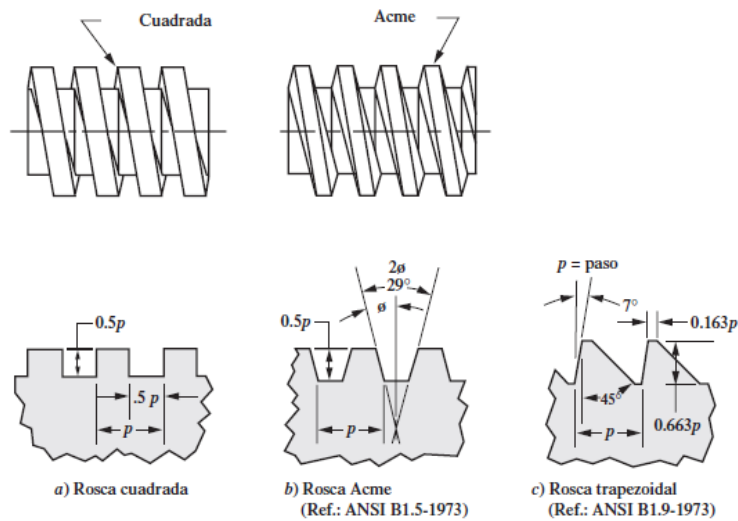 Cuadrada
Acme
0.5p
.5 p
p
a) Rosca cuadrada
2ø
29°
ø
0.5p
p
b) Rosca Acme
(Ref.: ANSI B1.5-1973)
p = paso
7°
0.163p
45°
0.663p
p
c) Rosca trapezoidal
(Ref.: ANSI B1.9-1973)